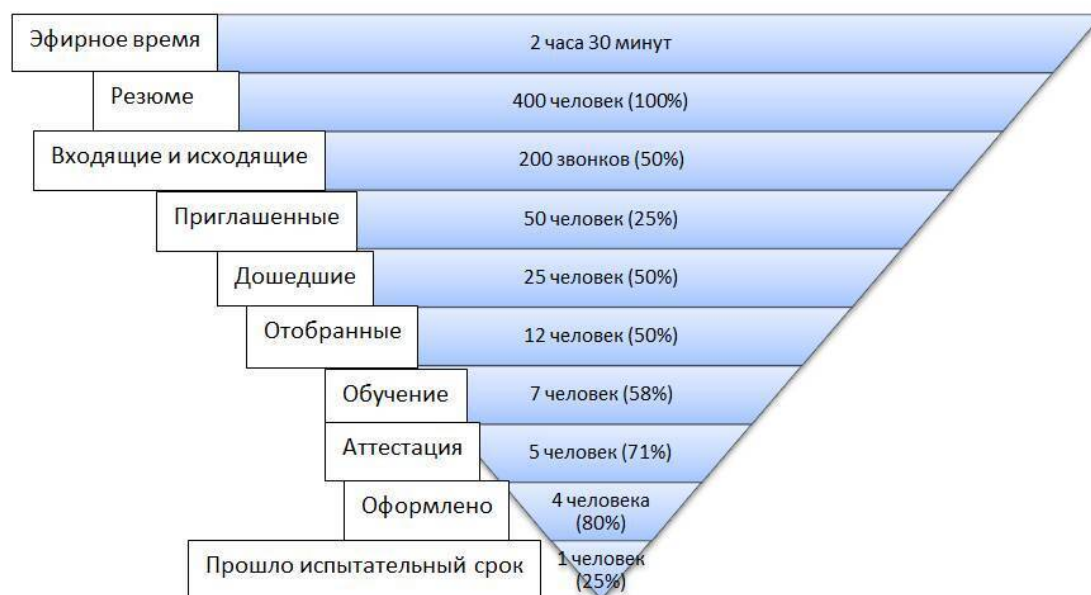 Эфирное время
2 часа 30 минут
Резюме
400 человек (100%)
Входящие и исходящие
200 звонков (50%)
Приглашенные
50 человек (25%)
Дошедшие
25 человек (50%)
Отобранные
12 человек (50%)
Обучение
7 человек (58%)
Аттестация
5 человек (71%)
Оформлено
4 человека
(80%)
Прошло испытательный срок
1 человек
(25%)